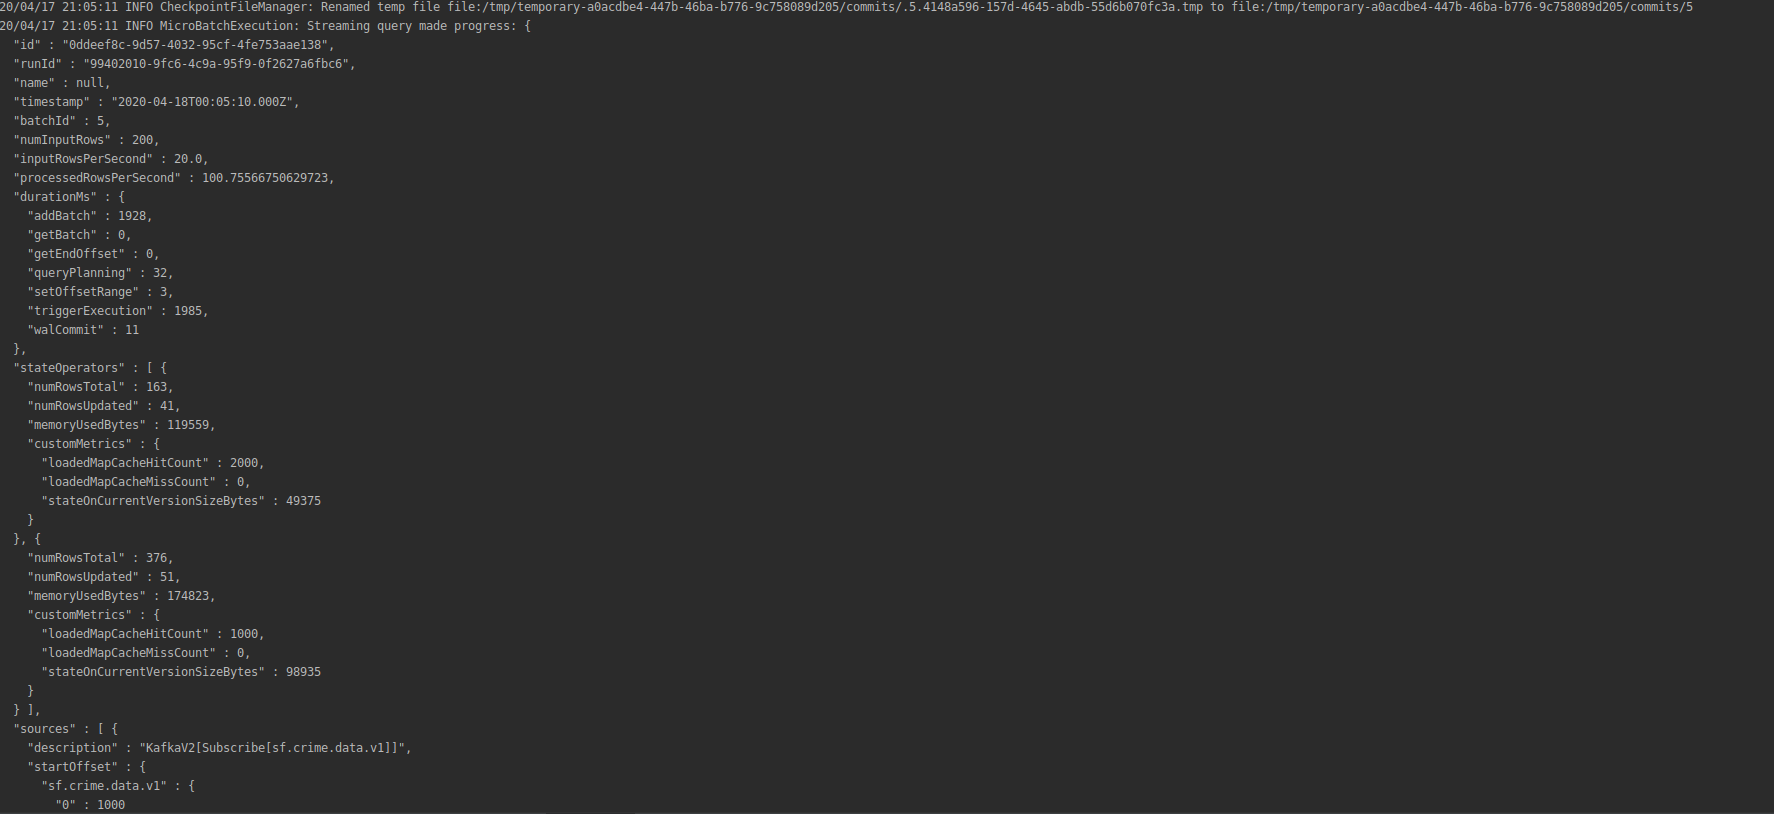 20/04/17 21:05:11 INFO CheckpointFileManager: Renamed temp file file:/tmp/temporary-a0acdbe4-447b-46ba-b776-9c758089d205/commits/.5.4148a596-157d-4645-abdb-55d6b070fc3a.tmp to file:/tmp/temporary-a0acdbe4-447b-46ba-b776-9c758089d205/commits/5
20/04/17 21:05:11 INFO MicroBatchExecution: Streaming query made progress: {
  "id" : "0ddeef8c-9d57-4032-95cf-4fe753aae138",
  "runId" : "99402010-9fc6-4c9a-95f9-0f2627a6fbc6",
  "name" : null,
  "timestamp" : "2020-04-18T00:05:10.000Z",
  "batchId" : 5,
  "numInputRows" : 200,
  "inputRowsPerSecond" : 20.0,
  "processedRowsPerSecond" : 100.75566750629723,
  "durationMs" : {
    "addBatch" : 1928,
    "getBatch" : 0,
    "getEndOffset" : 0,
    "queryPlanning" : 32,
    "setOffsetRange" : 3,
    "triggerExecution" : 1985,
    "walCommit" : 11
  },
  "stateOperators" : [ {
    "numRowsTotal" : 163,
    "numRowsUpdated" : 41,
    "memoryUsedBytes" : 119559,
    "customMetrics" : {
      "loadedMapCacheHitCount" : 2000,
      "loadedMapCacheMissCount" : 0,
      "stateOnCurrentVersionSizeBytes" : 49375
    }
  }, {
    "numRowsTotal" : 376,
    "numRowsUpdated" : 51,
    "memoryUsedBytes" : 174823,
    "customMetrics" : {
      "loadedMapCacheHitCount" : 1000,
      "loadedMapCacheMissCount" : 0,
      "stateOnCurrentVersionSizeBytes" : 98935
    }
  } ],
  "sources" : [ {
    "description" : "KafkaV2[Subscribe[sf.crime.data.v1]]",
    "startOffset" : {
      "sf.crime.data.v1" : {
        "0" : 1000